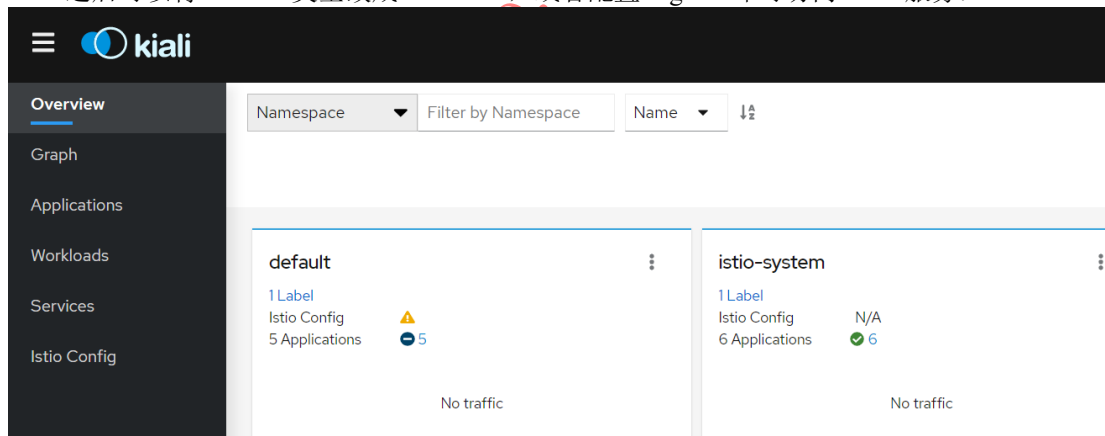 kiali
Overview
Graph
Applications
Workloads
Services
Istio Config
Namespace
Filter by Namespace
Name
default
1 Label
Istio Config
5 Applications 5
No traffic
istio-system
1 Label
Istio Config N/A
6 Applications 6
No traffic